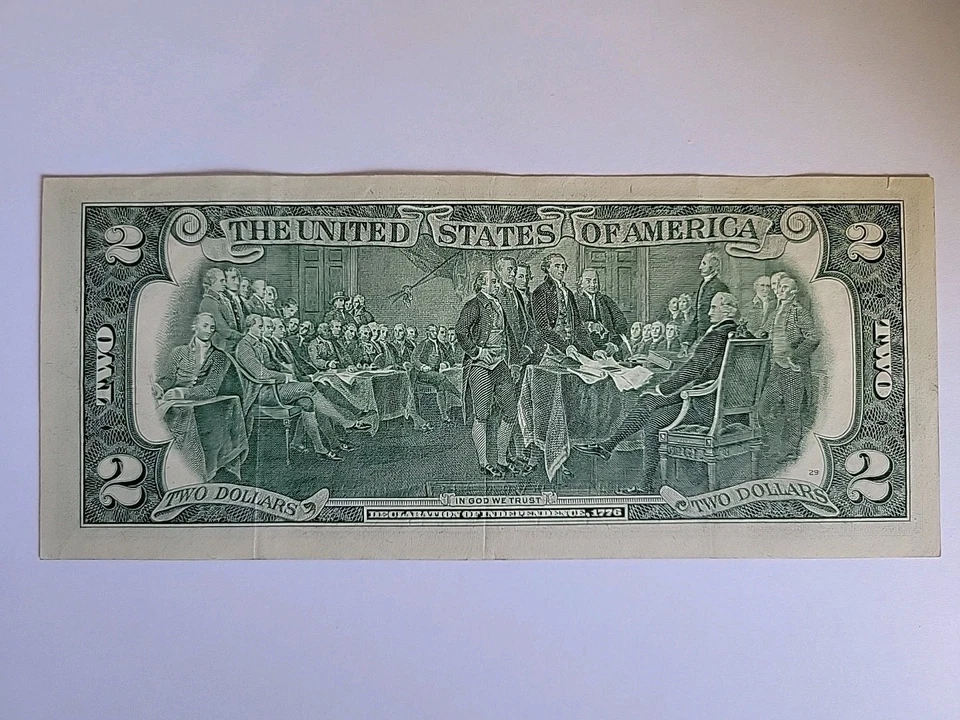 2 THE UNITED STATES OF AMERICA 2
TWO TWO
29
2 TWO DOLLARS IN GOD WE TRUST TWO DOLLARS 2
DECLARATION OF INDEPENDENCE, 1776